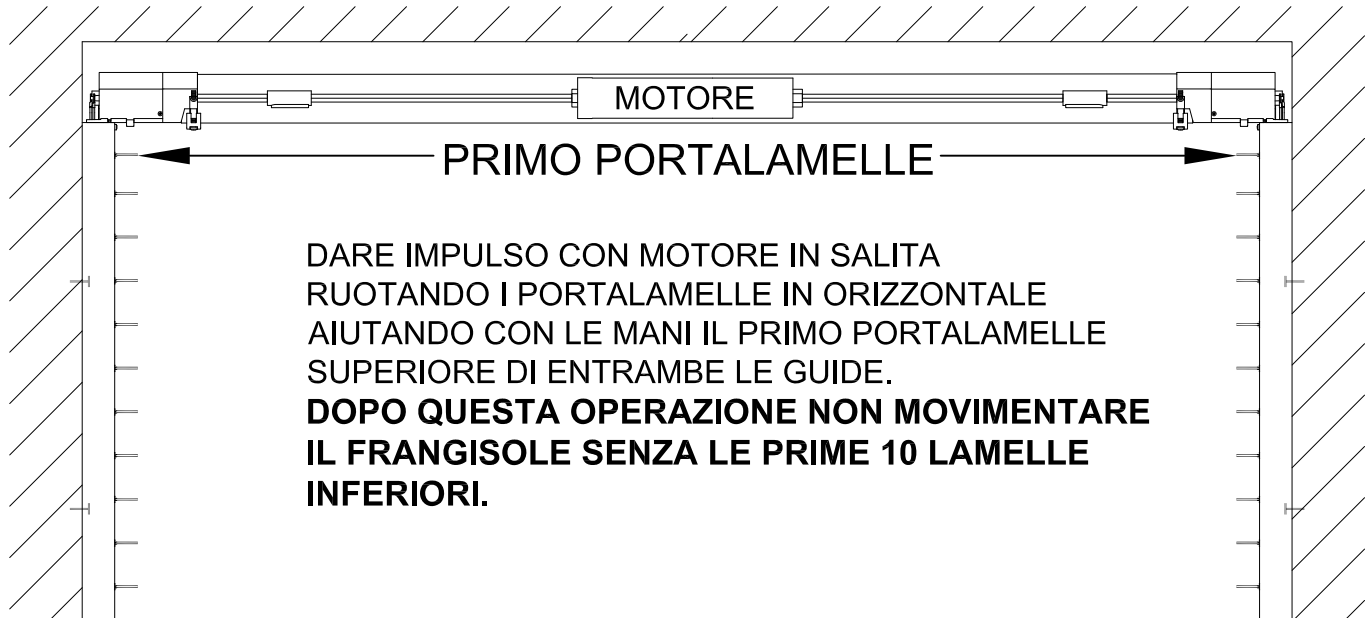 MOTORE
PRIMO PORTALAMELLE
DARE IMPULSO CON MOTORE IN SALITA
RUOTANDO I PORTALAMELLE IN ORIZZONTALE
AIUTANDO CON LE MANI IL PRIMO PORTALAMELLE
SUPERIORE DI ENTRAMBE LE GUIDE.
DOPO QUESTA OPERAZIONE NON MOVIMENTARE
IL FRANGISOLE SENZA LE PRIME 10 LAMELLE
INFERIORI.